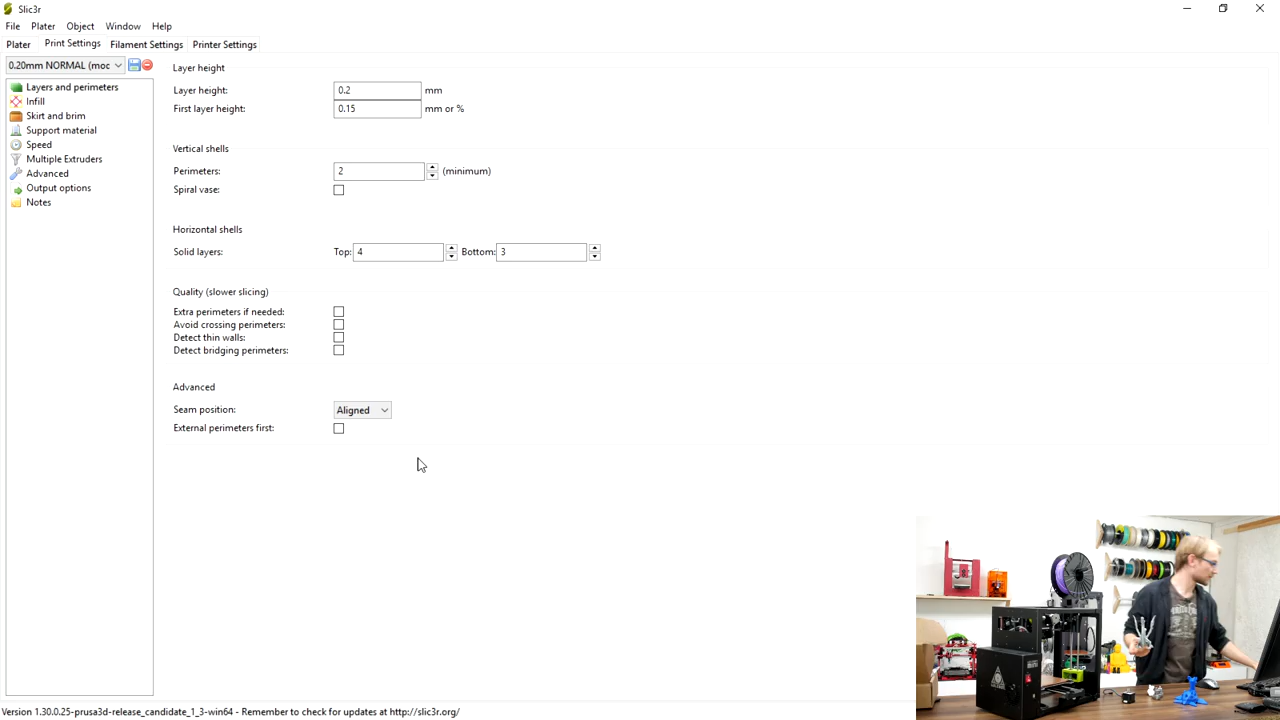 Slic3r
File Plater Object Window Help
Plater Print Settings Filament Settings Printer Settings
0.20mm NORMAL (moc
Layers and perimeters
Infill
Skirt and brim
Support material
Speed
Multiple Extruders
Advanced
Output options
Notes
Layer height
Layer height: 0.2 mm
First layer height: 0.15 mm or %
Vertical shells
Perimeters: 2 (minimum)
Spiral vase:
Horizontal shells
Solid layers: Top: 4 Bottom: 3
Quality (slower slicing)
Extra perimeters if needed:
Avoid crossing perimeters:
Detect thin walls:
Detect bridging perimeters:
Advanced
Seam position: Aligned
External perimeters first:
Version 1.30.0.25-prusa3d-release_candidate_1_3-win64 - Remember to check for updates at http://slic3r.org/